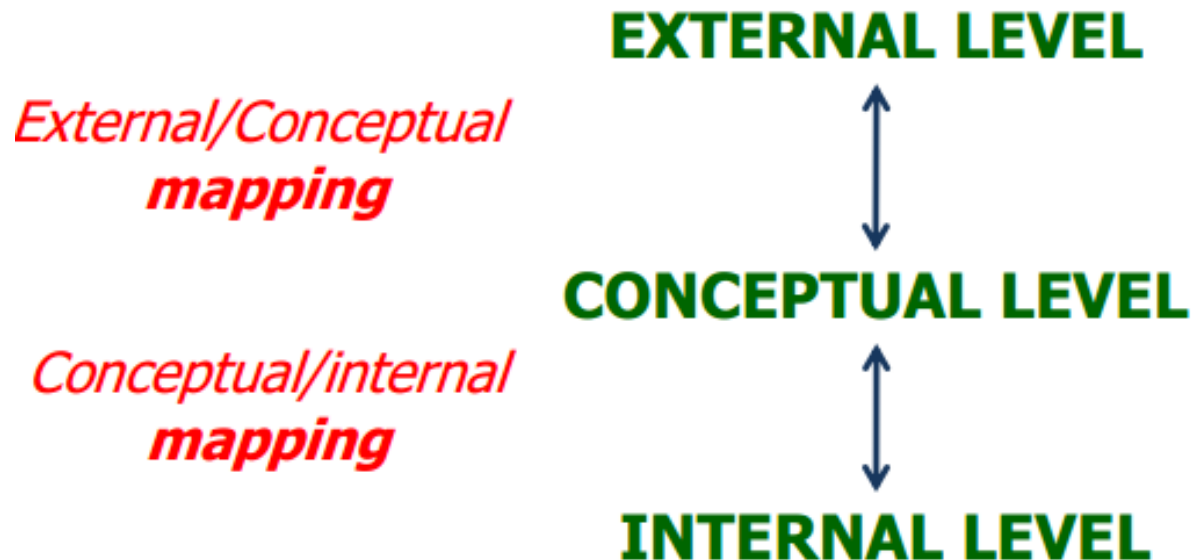 EXTERNAL LEVEL
External/Conceptual
mapping
CONCEPTUAL LEVEL
Conceptual/internal
mapping
INTERNAL LEVEL